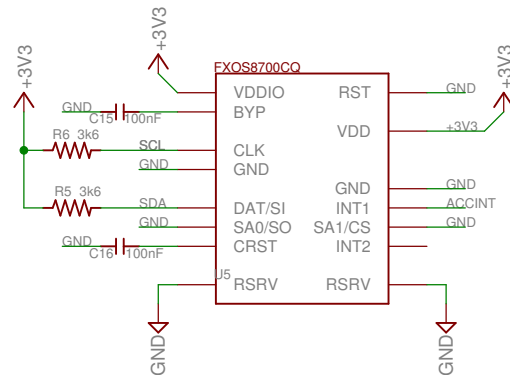 +3V3
+3V3
+3V3
FXOS8700CQ
VDDIO
RST
GND
GND
C15
100nF
BYP
VDD
+3V3
R6 3k6
SCL
CLK
GND
GND
GND
GND
R5 3k6
SDA
DAT/SI
INT1
ACCINT
GND
SA0/SO
SA1/CS
GND
GND
C16
100nF
CRST
INT2
U5
RSRV
RSRV
GND
GND